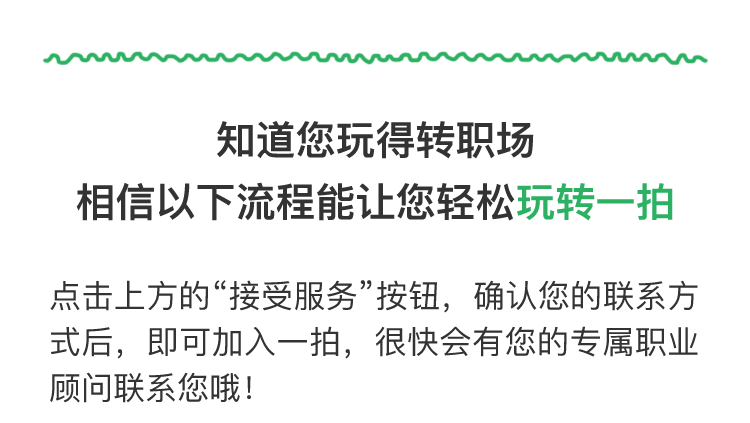 知道您玩得转职场
相信以下流程能让您轻松玩转一拍
点击上方的“接受服务”按钮，确认您的联系方
式后，即可加入一拍，很快会有您的专属职业
顾问联系您哦！